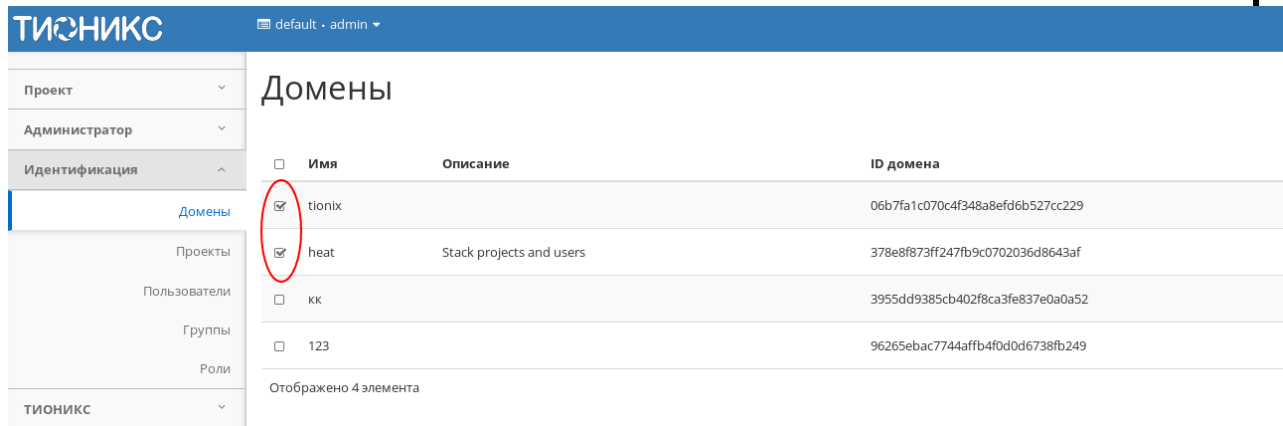 ТИОНИКС
default • admin
Проект
Администратор
Идентификация
Домены
Проекты
Пользователи
Группы
Роли
ТИОНИКС
Домены
Имя Описание ID домена
tionix 06b7fa1c070c4f348a8efd6b527cc229
heat Stack projects and users 378e8f873ff247fb9c0702036d8643af
кк 3955dd9385cb402f8ca3fe837e0a0a52
123 96265ebac7744affb4f0d0d6738fb249
Отображено 4 элемента